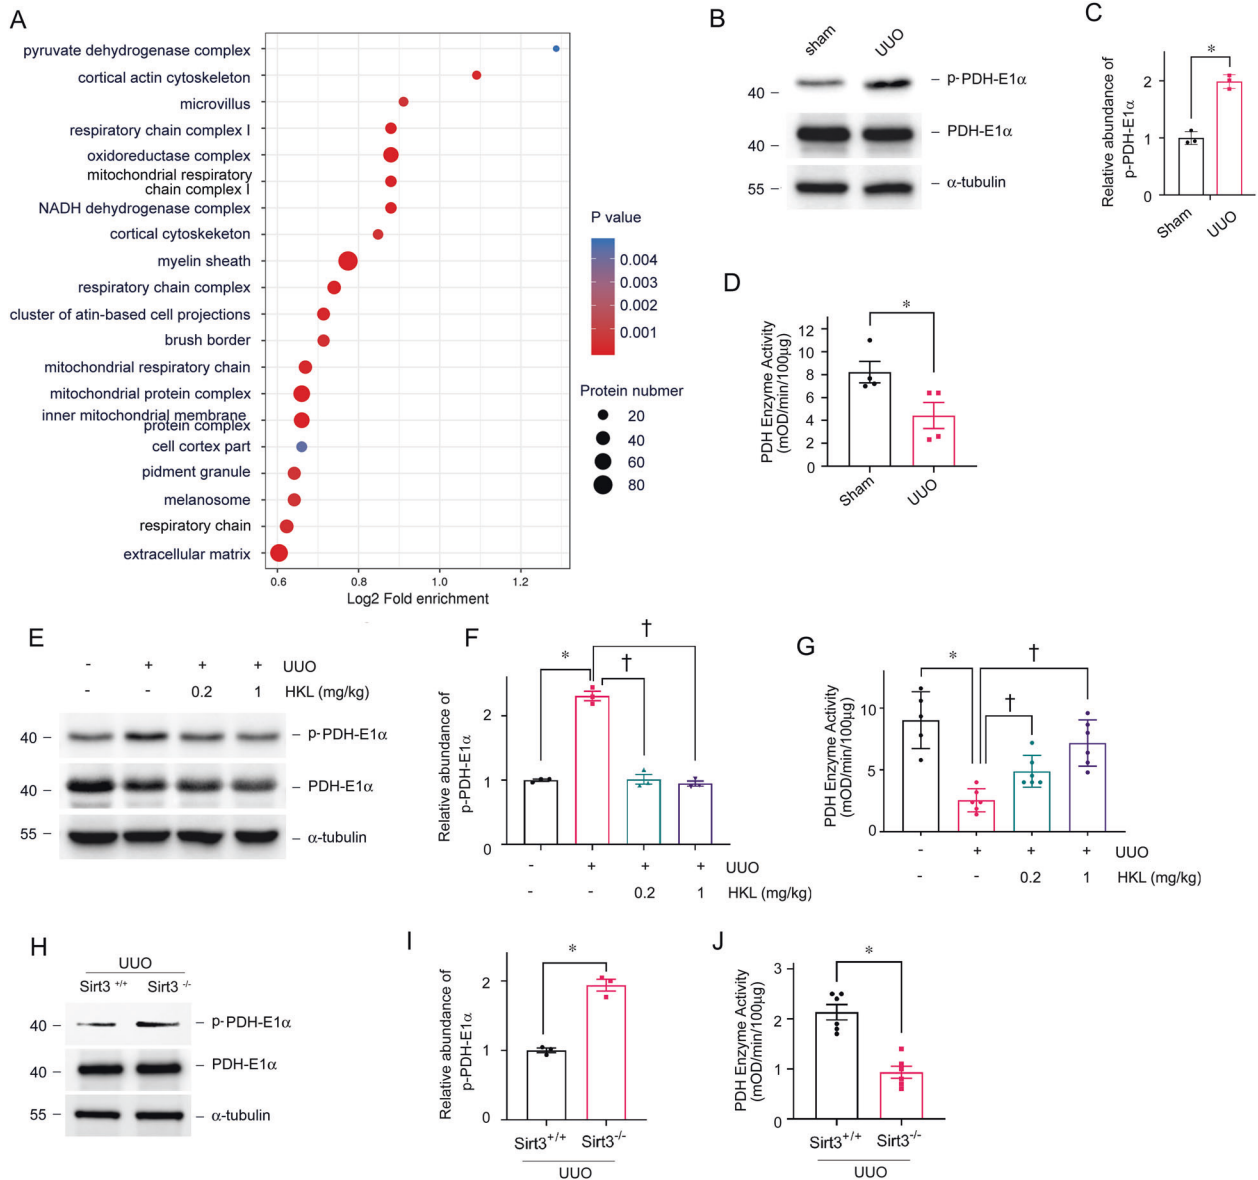 A
pyruvate dehydrogenase complex
cortical actin cytoskeleton
microvillus
respiratory chain complex I
oxidoreductase complex
mitochondrial respiratory
chain complex I
NADH dehydrogenase complex
cortical cytoskeketon
myelin sheath
respiratory chain complex
cluster of atin-based cell projections
brush border
mitochondrial respiratory chain
mitochondrial protein complex
inner mitochondrial membrane
protein complex
cell cortex part
pidment granule
melanosome
respiratory chain
extracellular matrix
0.6 0.8 1.0 1.2
Log2 Fold enrichment
P value
0.004
0.003
0.002
0.001
Protein nubmer
20
40
60
80
B
sham UUO
40 – – p-PDH-E1α
40 – – PDH-E1α
55 – – α-tubulin
C
Relative abundance of
p-PDH-E1α
2
1
0
*
Sham UUO
D
PDH Enzyme Activity
(mOD/min/100µg)
12
10
8
6
4
2
0
*
Sham UUO
E
- + + + UUO
- - 0.2 1 HKL (mg/kg)
40 – – p-PDH-E1α
40 – – PDH-E1α
55 – – α-tubulin
F
Relative abundance of
p-PDH-E1α
2
1
0
* † †
- + + + UUO
- - 0.2 1 HKL (mg/kg)
G
PDH Enzyme Activity
(mOD/min/100µg)
10
5
0
* † †
- + + + UUO
- - 0.2 1 HKL (mg/kg)
H
UUO
Sirt3 +/+ Sirt3 -/-
40 – – p-PDH-E1α
40 – – PDH-E1α
55 – – α-tubulin
I
Relative abundance of
p-PDH-E1α
2
1
0
*
Sirt3+/+ Sirt3-/-
UUO
J
PDH Enzyme Activity
(mOD/min/100µg)
3
2
1
0
*
Sirt3+/+ Sirt3-/-
UUO